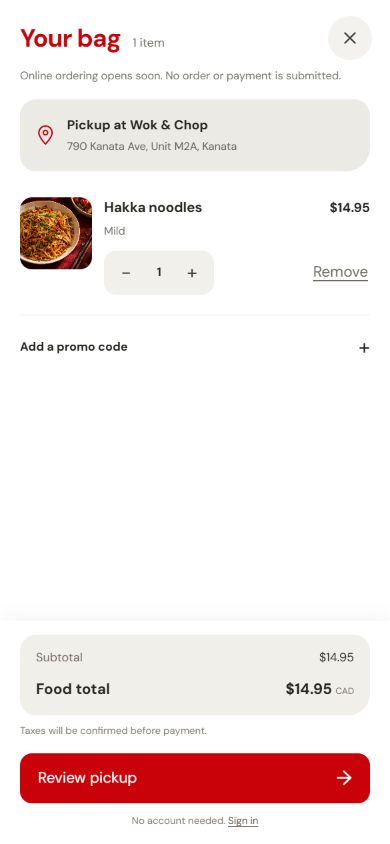 Your bag 1 item
Online ordering opens soon. No order or payment is submitted.
Pickup at Wok & Chop
790 Kanata Ave, Unit M2A, Kanata
Hakka noodles $14.95
Mild
− 1 + Remove
Add a promo code +
Subtotal $14.95
Food total $14.95 CAD
Taxes will be confirmed before payment.
Review pickup →
No account needed. Sign in